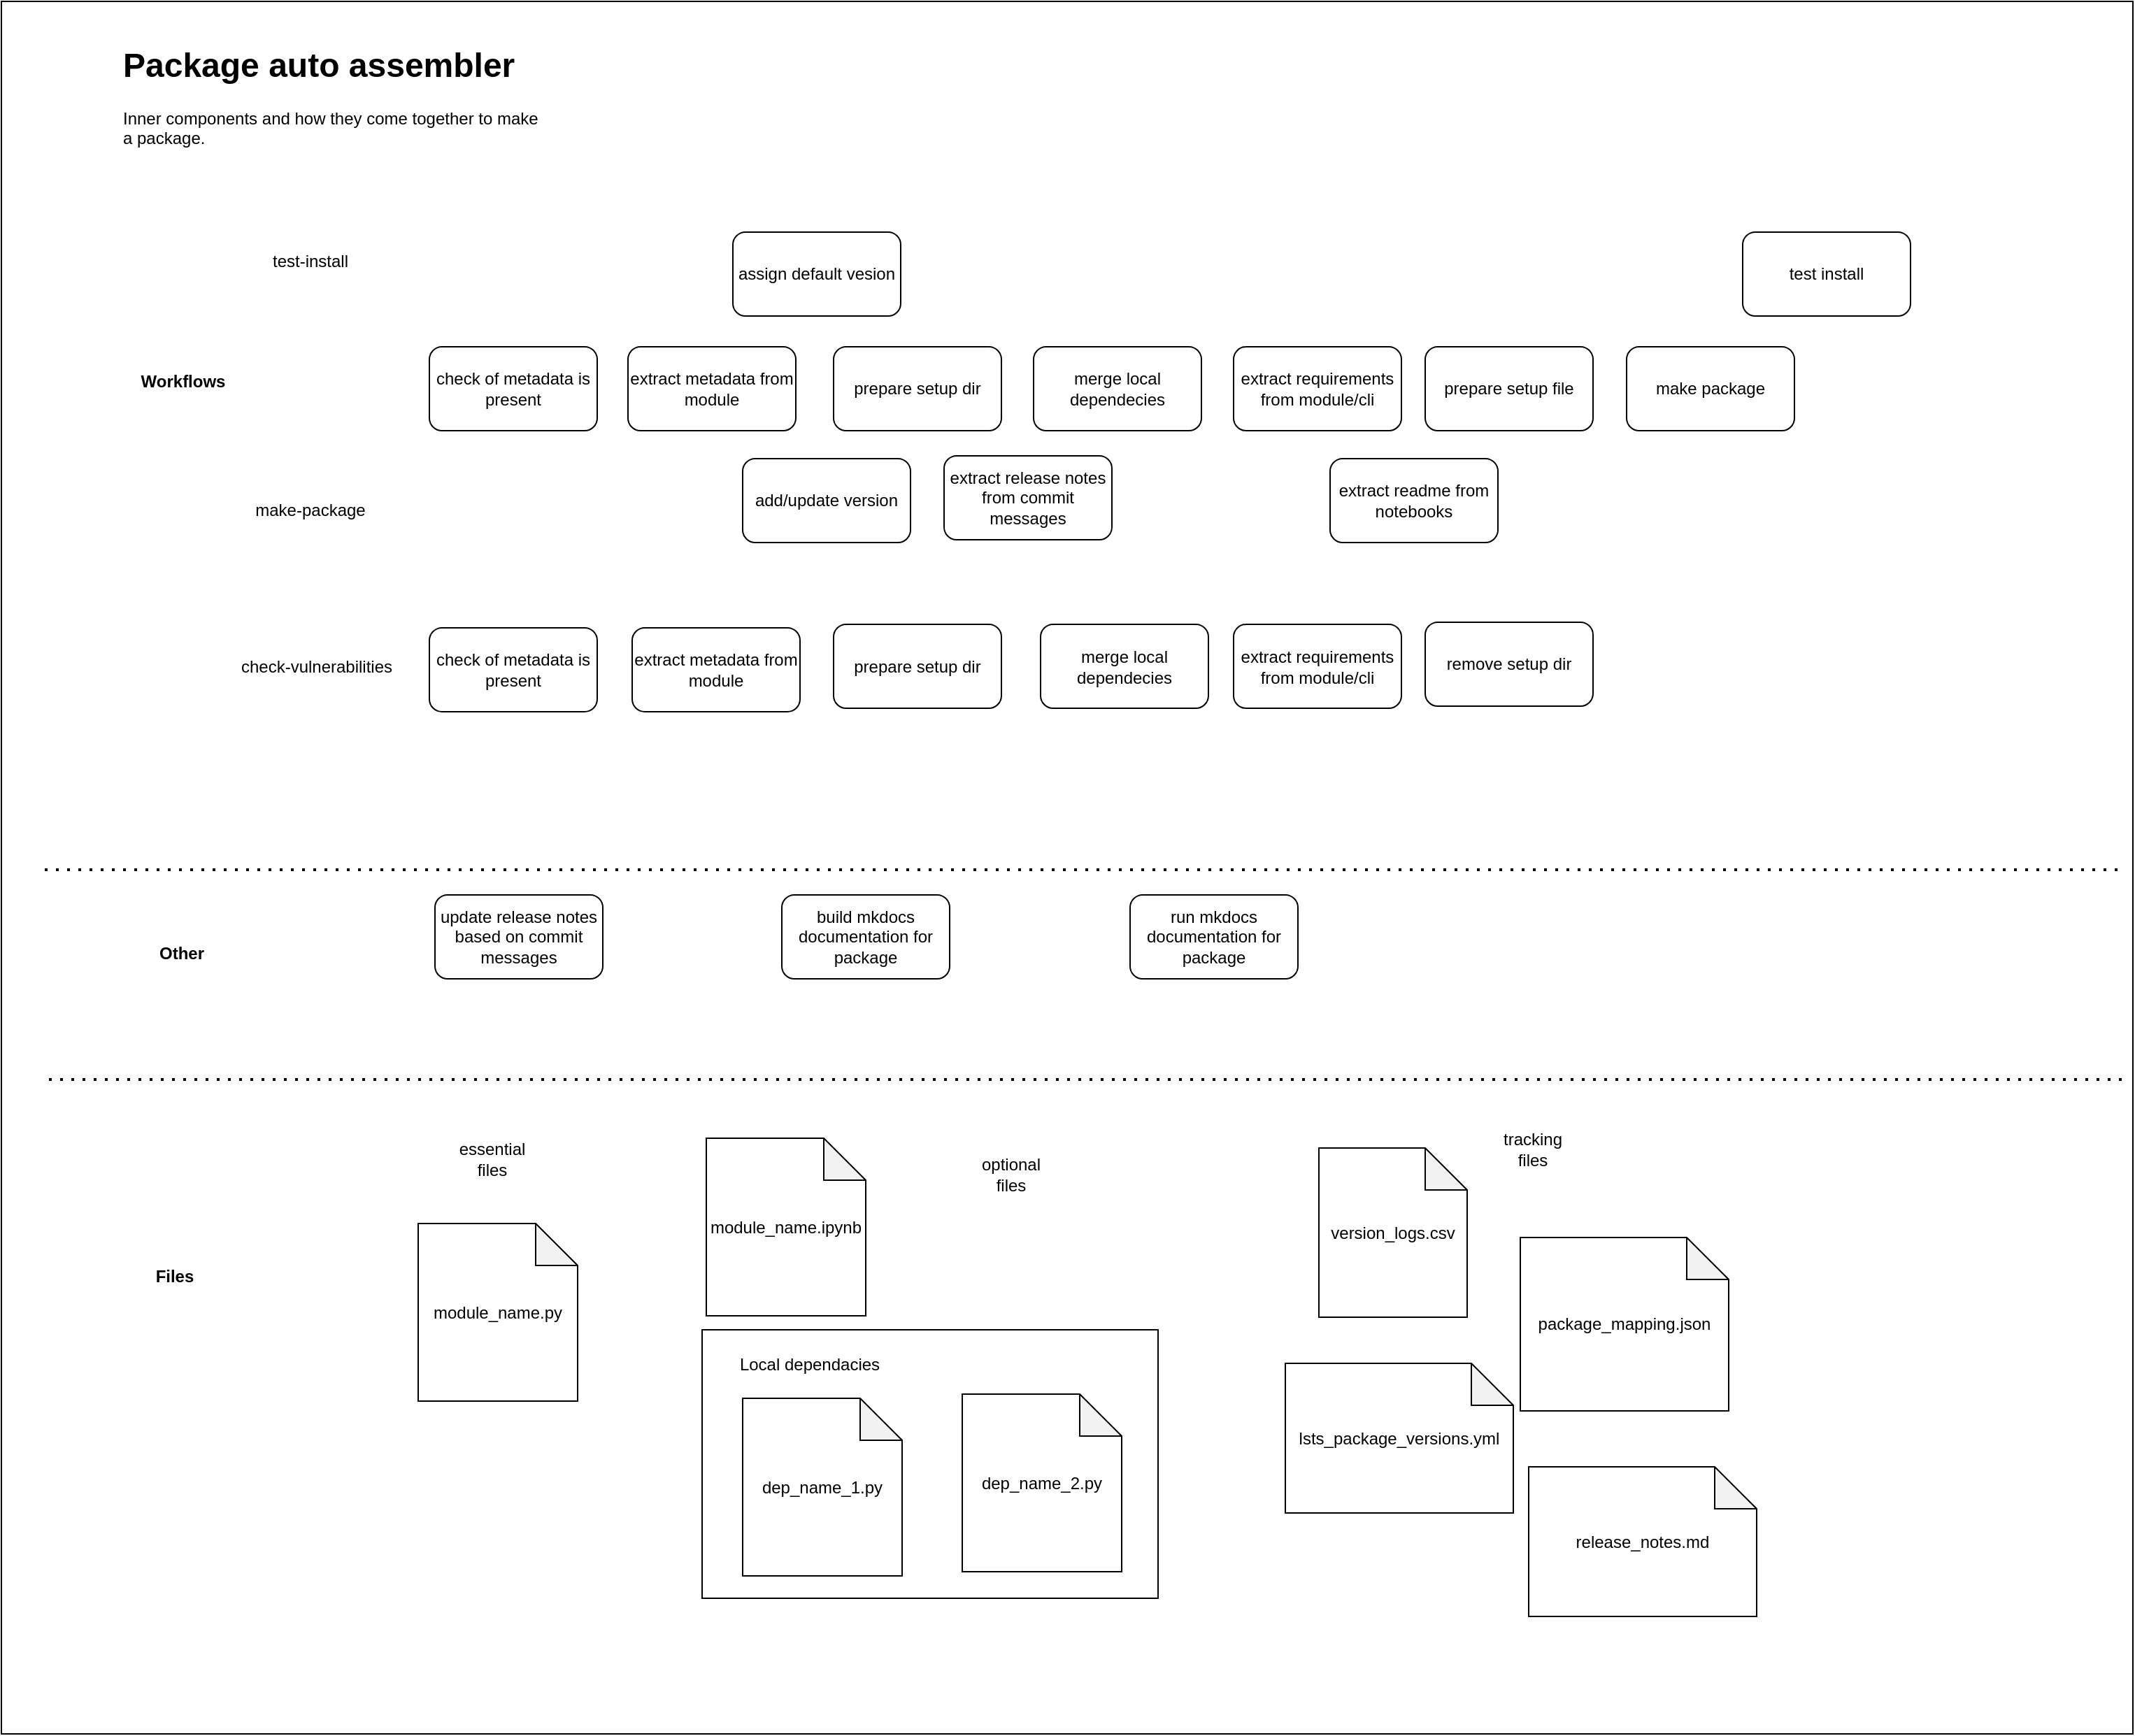 Package auto assembler
Inner components and how they come together to make
a package.
test-install
assign default vesion
test install
Workflows
check of metadata is
present
extract metadata from
module
prepare setup dir
merge local
dependecies
extract requirements
from module/cli
prepare setup file
make package
make-package
add/update version
extract release notes
from commit
messages
extract readme from
notebooks
check-vulnerabilities
check of metadata is
present
extract metadata from
module
prepare setup dir
merge local
dependecies
extract requirements
from module/cli
remove setup dir
Other
update release notes
based on commit
messages
build mkdocs
documentation for
package
run mkdocs
documentation for
package
Files
essential
files
module_name.py
optional
files
module_name.ipynb
Local dependacies
dep_name_1.py
dep_name_2.py
tracking
files
version_logs.csv
package_mapping.json
lsts_package_versions.yml
release_notes.md